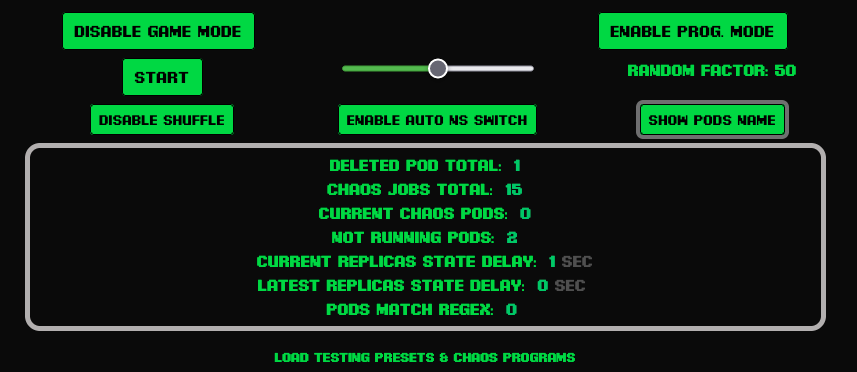 DISABLE GAME MODE
ENABLE PROG. MODE
START
RANDOM FACTOR: 50
DISABLE SHUFFLE
ENABLE AUTO NS SWITCH
SHOW PODS NAME
DELETED POD TOTAL: 1
CHAOS JOBS TOTAL: 15
CURRENT CHAOS PODS: 0
NOT RUNNING PODS: 2
CURRENT REPLICAS STATE DELAY: 1 SEC
LATEST REPLICAS STATE DELAY: 0 SEC
PODS MATCH REGEX: 0
LOAD TESTING PRESETS & CHAOS PROGRAMS